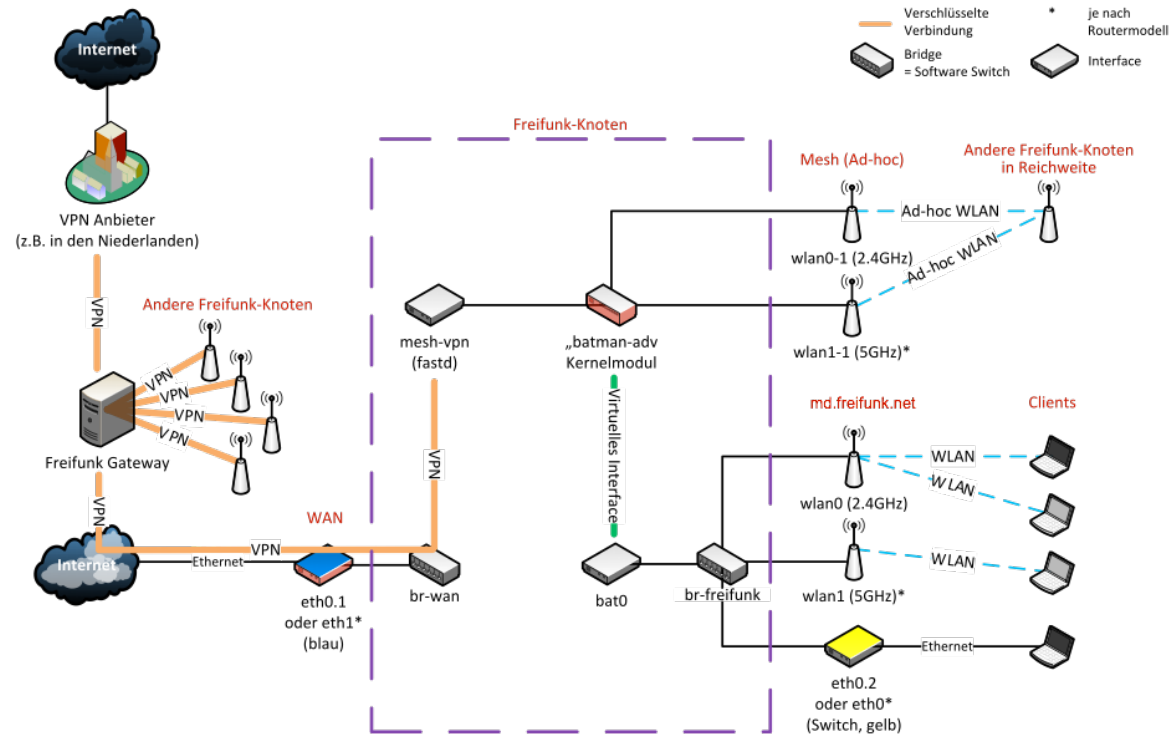 Internet
Verschlüsselte
Verbindung
*
je nach
Routermodell
Bridge
= Software Switch
Interface
Freifunk-Knoten
Mesh (Ad-hoc)
Andere Freifunk-Knoten
in Reichweite
VPN Anbieter
(z.B. in den Niederlanden)
Ad-hoc WLAN
wlan0-1 (2.4GHz)
Ad-hoc WLAN
VPN
Andere Freifunk-Knoten
mesh-vpn
(fastd)
„batman-adv
Kernelmodul
wlan1-1 (5GHz)*
VPN
VPN
VPN
VPN
Freifunk Gateway
Virtuelles Interface
md.freifunk.net
Clients
VPN
WLAN
WLAN
wlan0 (2.4GHz)
VPN
WAN
VPN
Internet
Ethernet
WLAN
eth0.1
oder eth1*
(blau)
br-wan
bat0
br-freifunk
wlan1 (5GHz)*
Ethernet
eth0.2
oder eth0*
(Switch, gelb)